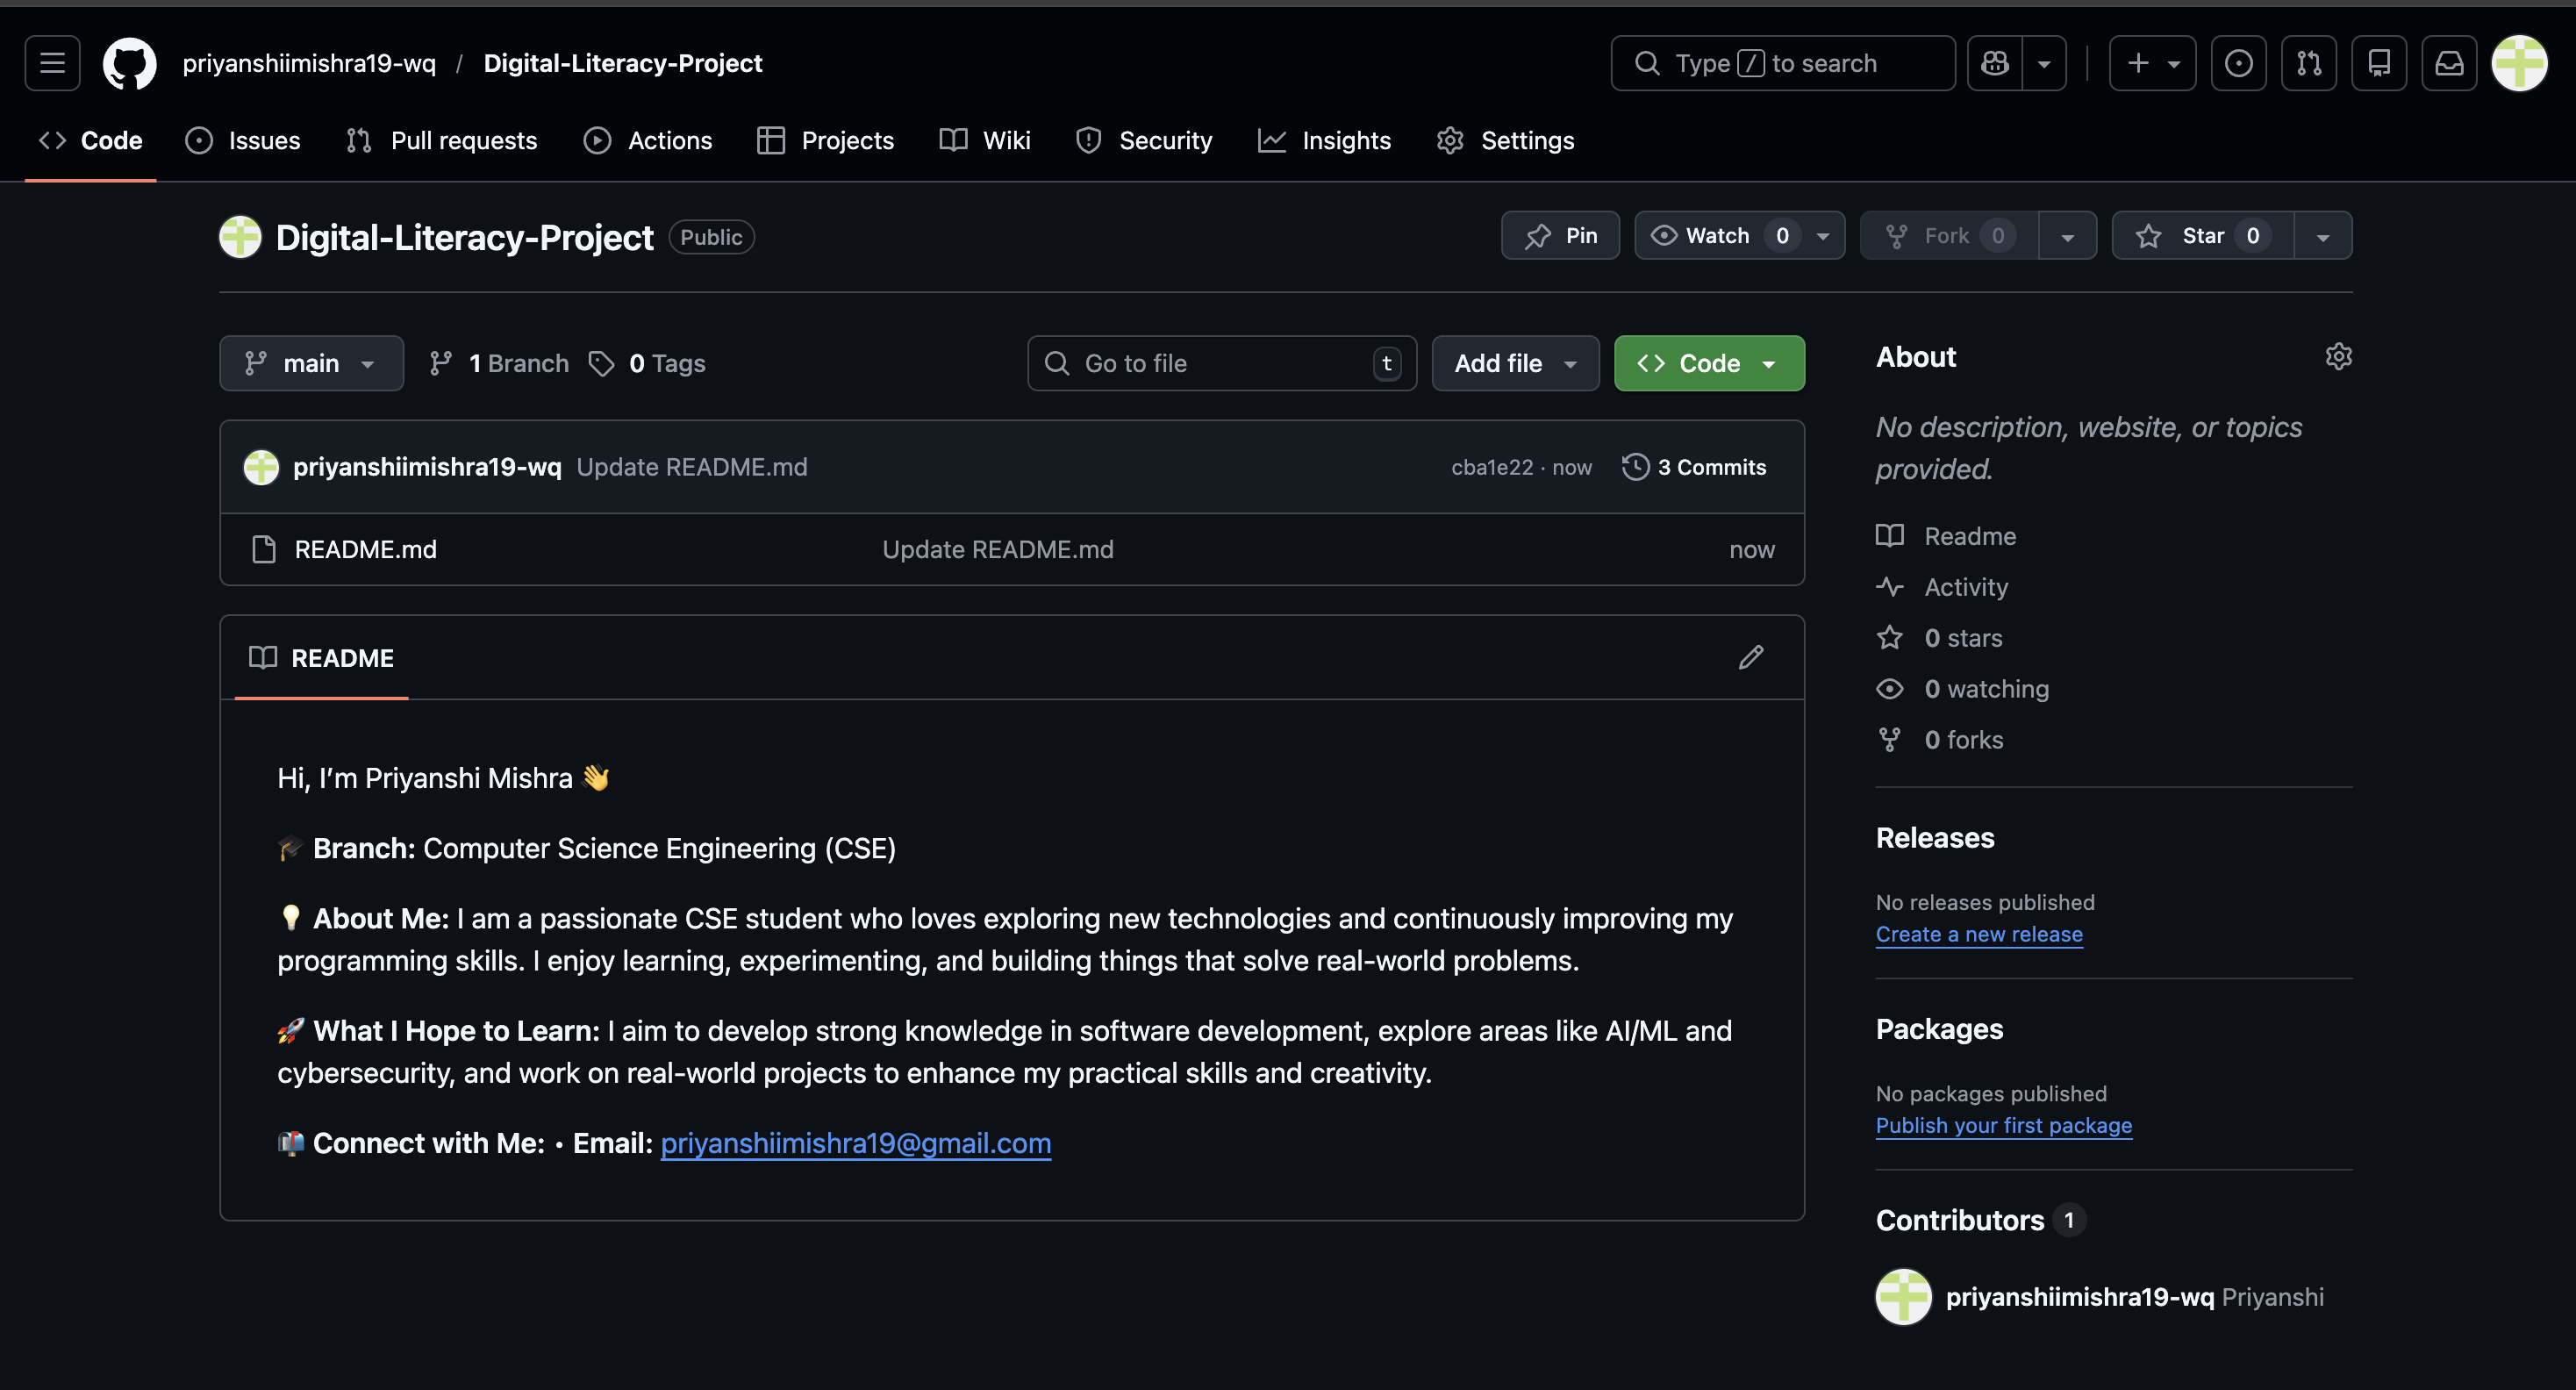 priyanshiimishra19-wq / Digital-Literacy-Project
Type / to search
Code Issues Pull requests Actions Projects Wiki Security Insights Settings
Digital-Literacy-Project Public
Pin Watch 0 Fork 0 Star 0
main 1 Branch 0 Tags Go to file t Add file Code
priyanshiimishra19-wq Update README.md cba1e22 · now 3 Commits
README.md Update README.md now
README
Hi, I’m Priyanshi Mishra 👋
🎓 Branch: Computer Science Engineering (CSE)
💡 About Me: I am a passionate CSE student who loves exploring new technologies and continuously improving my
programming skills. I enjoy learning, experimenting, and building things that solve real-world problems.
🚀 What I Hope to Learn: I aim to develop strong knowledge in software development, explore areas like AI/ML and
cybersecurity, and work on real-world projects to enhance my practical skills and creativity.
📬 Connect with Me: • Email: priyanshiimishra19@gmail.com
About
No description, website, or topics
provided.
Readme
Activity
0 stars
0 watching
0 forks
Releases
No releases published
Create a new release
Packages
No packages published
Publish your first package
Contributors 1
priyanshiimishra19-wq Priyanshi